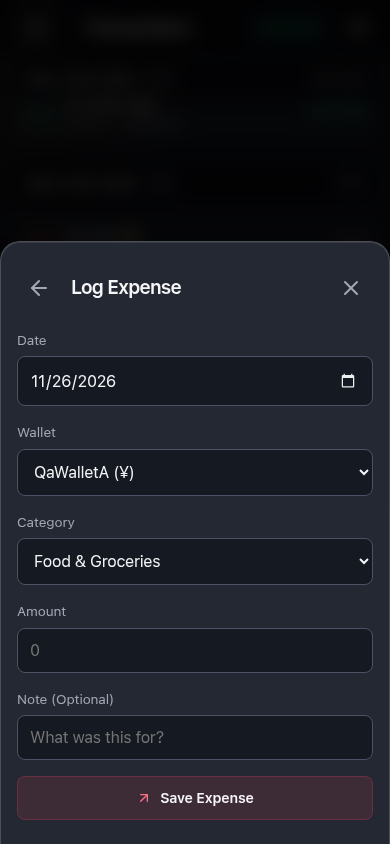 Log Expense
Date
11/26/2026
Wallet
QaWalletA (¥)
Category
Food & Groceries
Amount
0
Note (Optional)
What was this for?
Save Expense